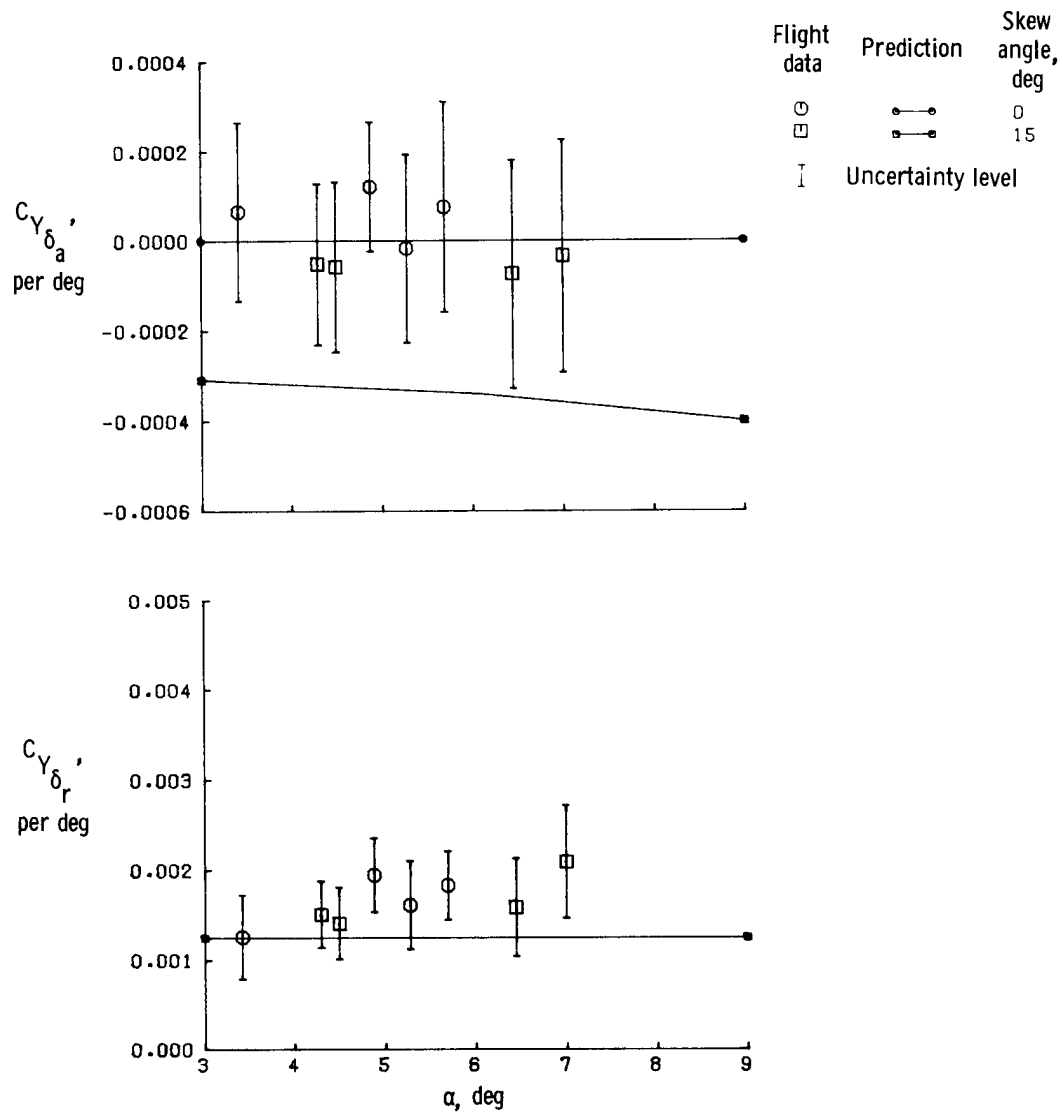 Flight data
Prediction
Skew angle, deg
0
15
Uncertainty level
0.0004
0.0002
0.0000
-0.0002
-0.0004
-0.0006
C_{Y_{δ_a}},
per deg
0.005
0.004
0.003
0.002
0.001
0.000
C_{Y_{δ_r}},
per deg
3 4 5 6 7 8 9
α, deg